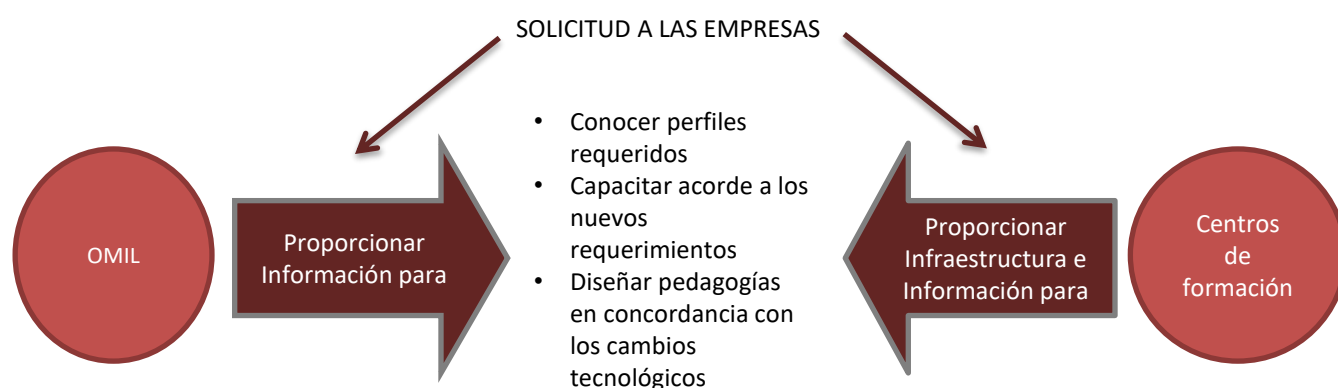 SOLICITUD A LAS EMPRESAS
OMIL
Proporcionar
Información para
• Conocer perfiles
requeridos
• Capacitar acorde a los
nuevos
requerimientos
• Diseñar pedagogías
en concordancia con
los cambios
tecnológicos
Proporcionar
Infraestructura e
Información para
Centros
de
formación